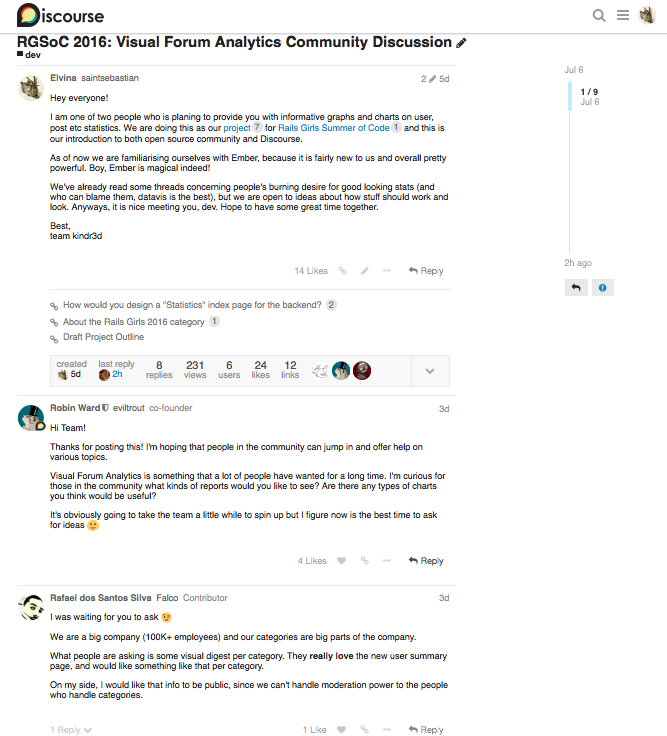 Discourse
RGSoC 2016: Visual Forum Analytics Community Discussion
dev
Elvina saintsebastian
2 5d
Hey everyone!
I am one of two people who is planing to provide you with informative graphs and charts on user,
post etc statistics. We are doing this as our project 7 for Rails Girls Summer of Code 1 and this is
our introduction to both open source community and Discourse.
As of now we are familiarising ourselves with Ember, because it is fairly new to us and overall pretty
powerful. Boy, Ember is magical indeed!
We've already read some threads concerning people's burning desire for good looking stats (and
who can blame them, datavis is the best), but we are open to ideas about how stuff should work and
look. Anyways, it is nice meeting you, dev. Hope to have some great time together.
Best,
team kindr3d
14 Likes
Reply
How would you design a "Statistics" index page for the backend? 2
About the Rails Girls 2016 category 1
Draft Project Outline
created last reply 8 231 6 24 12
5d 2h replies views users likes links
Jul 6
1 / 9
Jul 6
2h ago
Robin Ward eviltrout co-founder
3d
Hi Team!
Thanks for posting this! I'm hoping that people in the community can jump in and offer help on
various topics.
Visual Forum Analytics is something that a lot of people have wanted for a long time. I'm curious for
those in the community what kinds of reports would you like to see? Are there any types of charts
you think would be useful?
It's obviously going to take the team a little while to spin up but I figure now is the best time to ask
for ideas 🙂
4 Likes
Reply
Rafael dos Santos Silva Falco Contributor
3d
I was waiting for you to ask 😉
We are a big company (100K+ employees) and our categories are big parts of the company.
What people are asking is some visual digest per category. They really love the new user summary
page, and would like something like that per category.
On my side, I would like that info to be public, since we can't handle moderation power to the people
who handle categories.
1 Reply
1 Like
Reply